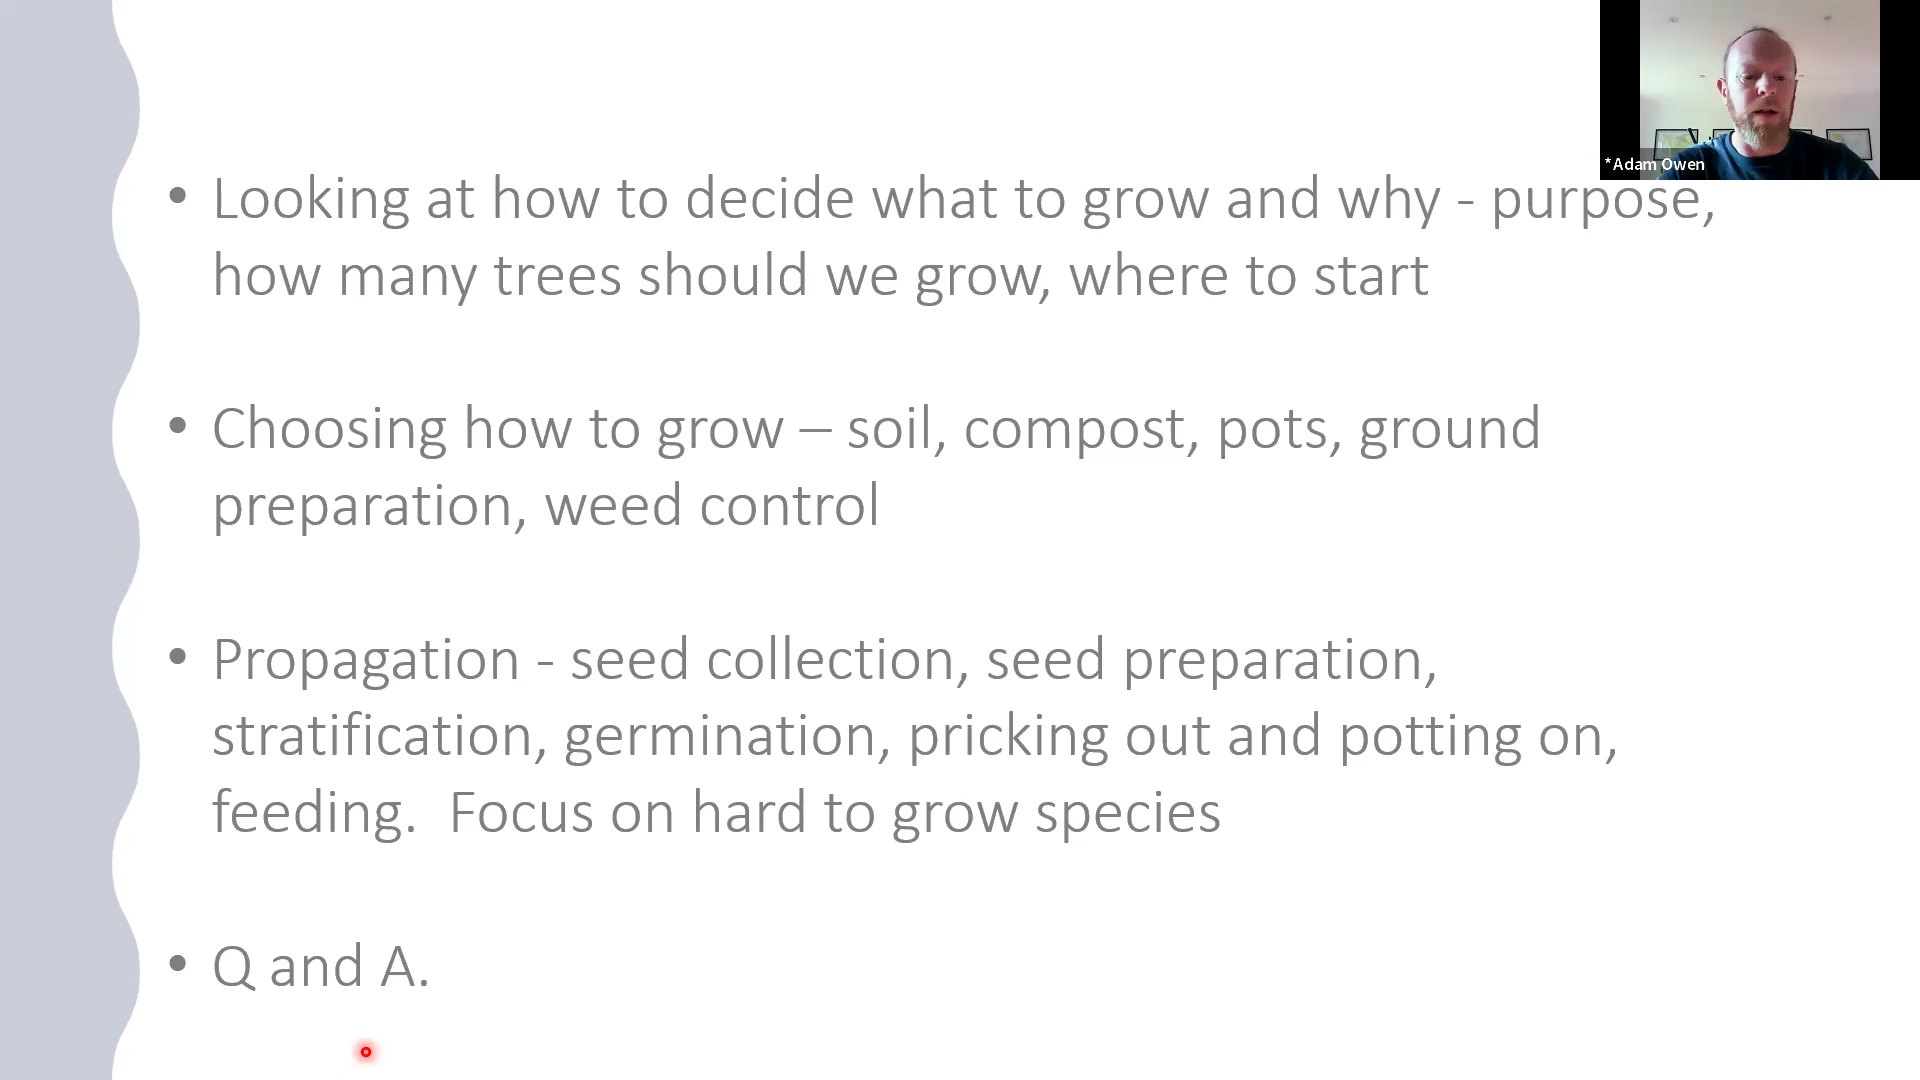 *Adam Owen
• Looking at how to decide what to grow and why - purpose,
how many trees should we grow, where to start
• Choosing how to grow – soil, compost, pots, ground
preparation, weed control
• Propagation - seed collection, seed preparation,
stratification, germination, pricking out and potting on,
feeding.  Focus on hard to grow species
• Q and A.